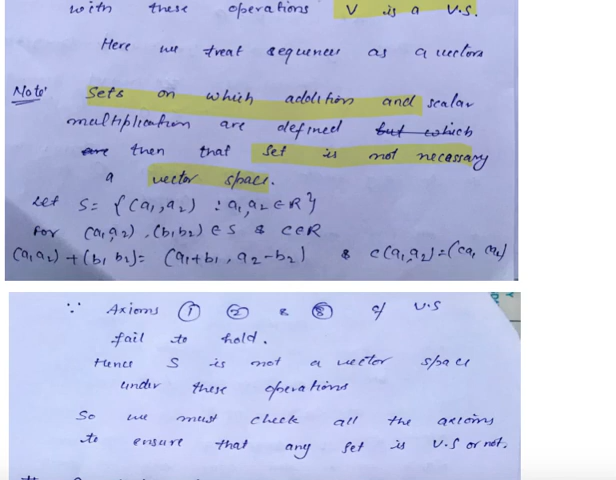 with these operations V is a V.S.
Here we treat sequences as a vectors
Note: Sets on which addition and scalar
multiplication are defined but which
are then that set is not necessary
a vector space.
Let S = {(a₁,a₂) : a₁,a₂ ∈ R}
For (a₁,a₂), (b₁,b₂) ∈ S & c∈R
(a₁,a₂) + (b₁,b₂) = (a₁+b₁, a₂-b₂) & c(a₁,a₂) = (ca₁, ca₂)
∵ Axioms ① ② & ⑧ of V.S
fail to hold.
Hence S is not a vector space
under these operations
So we must check all the axioms
to ensure that any set is V.S or not.